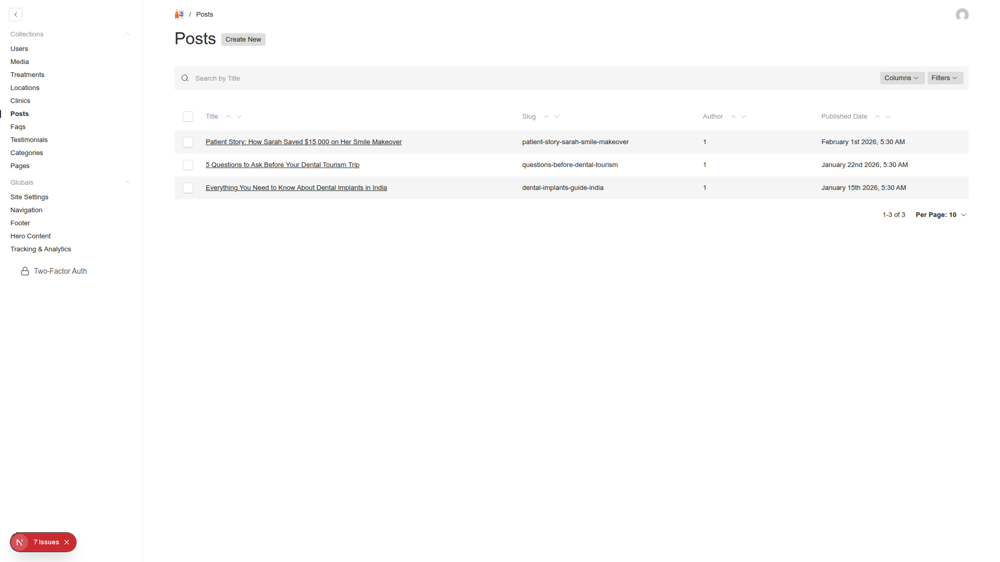 Collections
Users
Media
Treatments
Locations
Clinics
Posts
Faqs
Testimonials
Categories
Pages
Globals
Site Settings
Navigation
Footer
Hero Content
Tracking & Analytics
Two-Factor Auth
7 Issues
/ Posts
Posts Create New
Search by Title Columns Filters
Title Slug Author Published Date
Patient Story: How Sarah Saved $15,000 on Her Smile Makeover patient-story-sarah-smile-makeover 1 February 1st 2026, 5:30 AM
5 Questions to Ask Before Your Dental Tourism Trip questions-before-dental-tourism 1 January 22nd 2026, 5:30 AM
Everything You Need to Know About Dental Implants in India dental-implants-guide-india 1 January 15th 2026, 5:30 AM
1-3 of 3 Per Page: 10